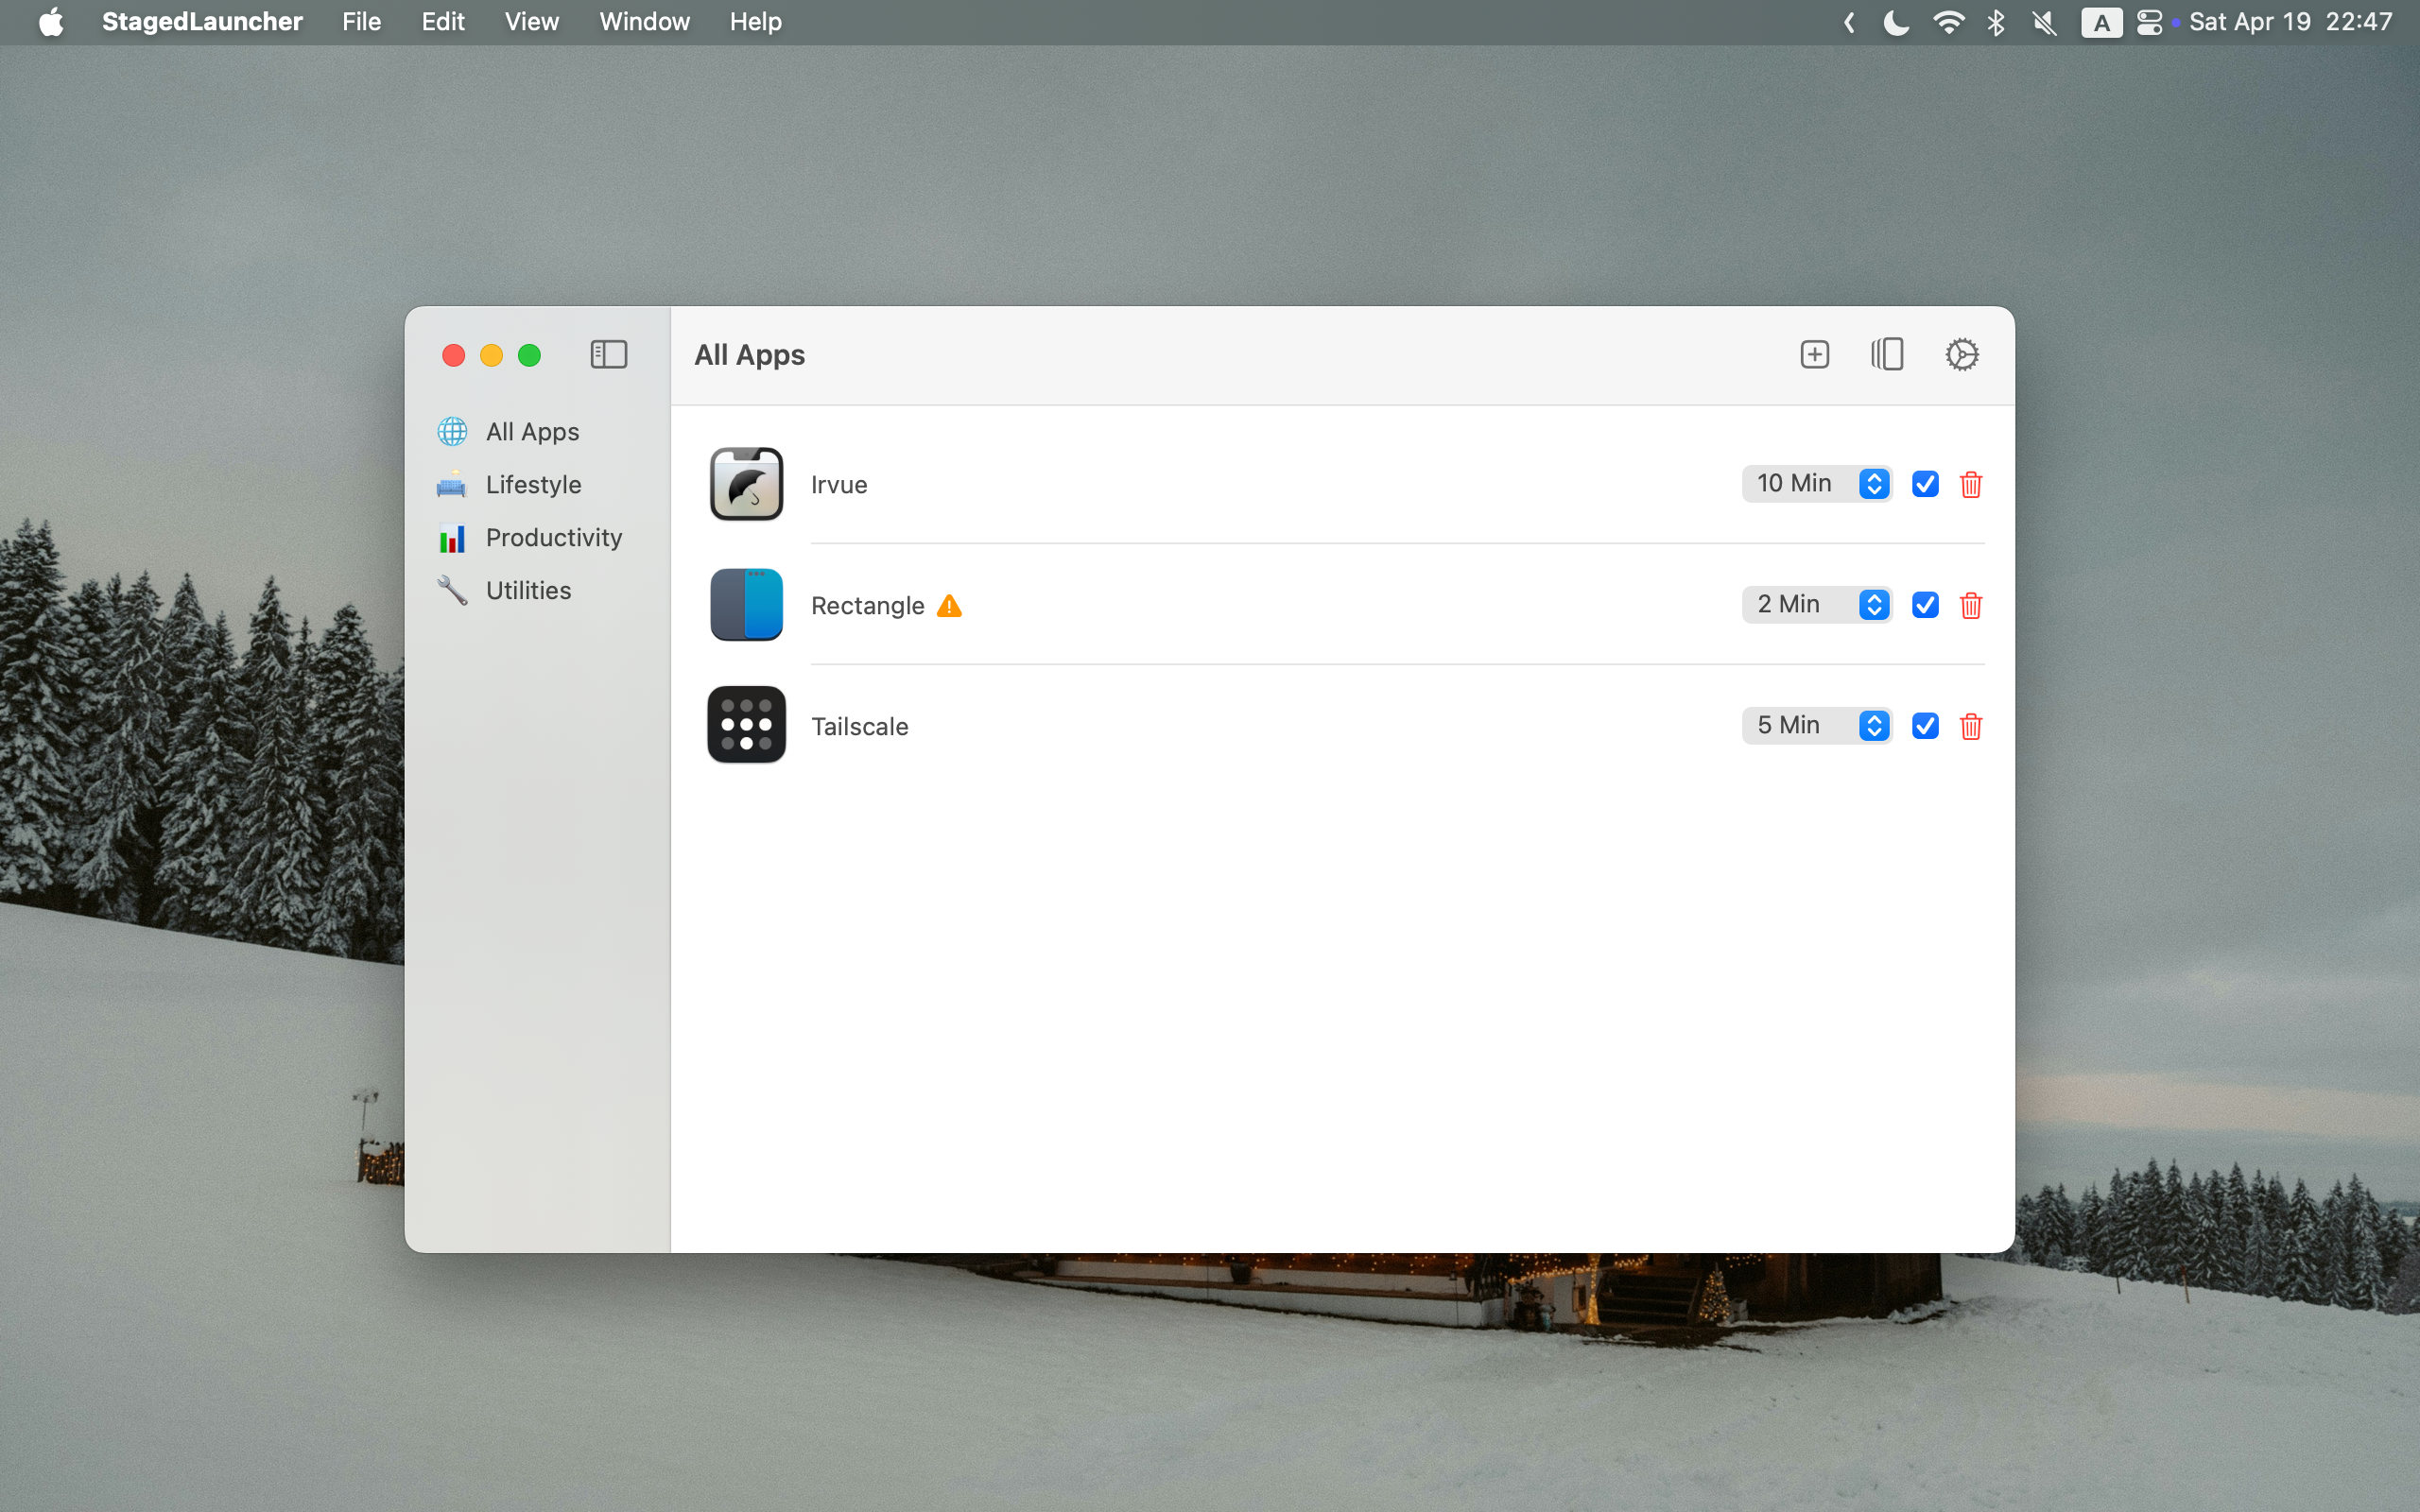 StagedLauncher File Edit View Window Help A Sat Apr 19 22:47
All Apps
All Apps
Lifestyle
Productivity
Utilities
Irvue 10 Min
Rectangle 2 Min
Tailscale 5 Min